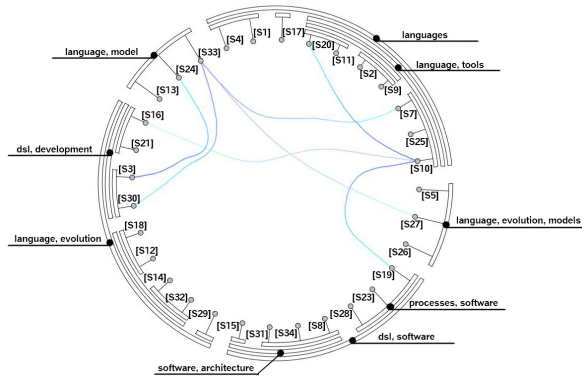 [S4]
[S1]
[S17]
languages
[S20]
language, model
[S33]
[S11]
language, tools
[S24]
[S2]
[S9]
[S13]
[S16]
[S7]
[S25]
dsl, development
[S21]
[S3]
[S10]
[S30]
[S5]
[S18]
[S27]
language, evolution, models
language, evolution
[S12]
[S26]
[S14]
[S19]
[S32]
[S23]
processes, software
[S29]
[S28]
[S15]
[S31]
[S34]
[S8]
dsl, software
software, architecture